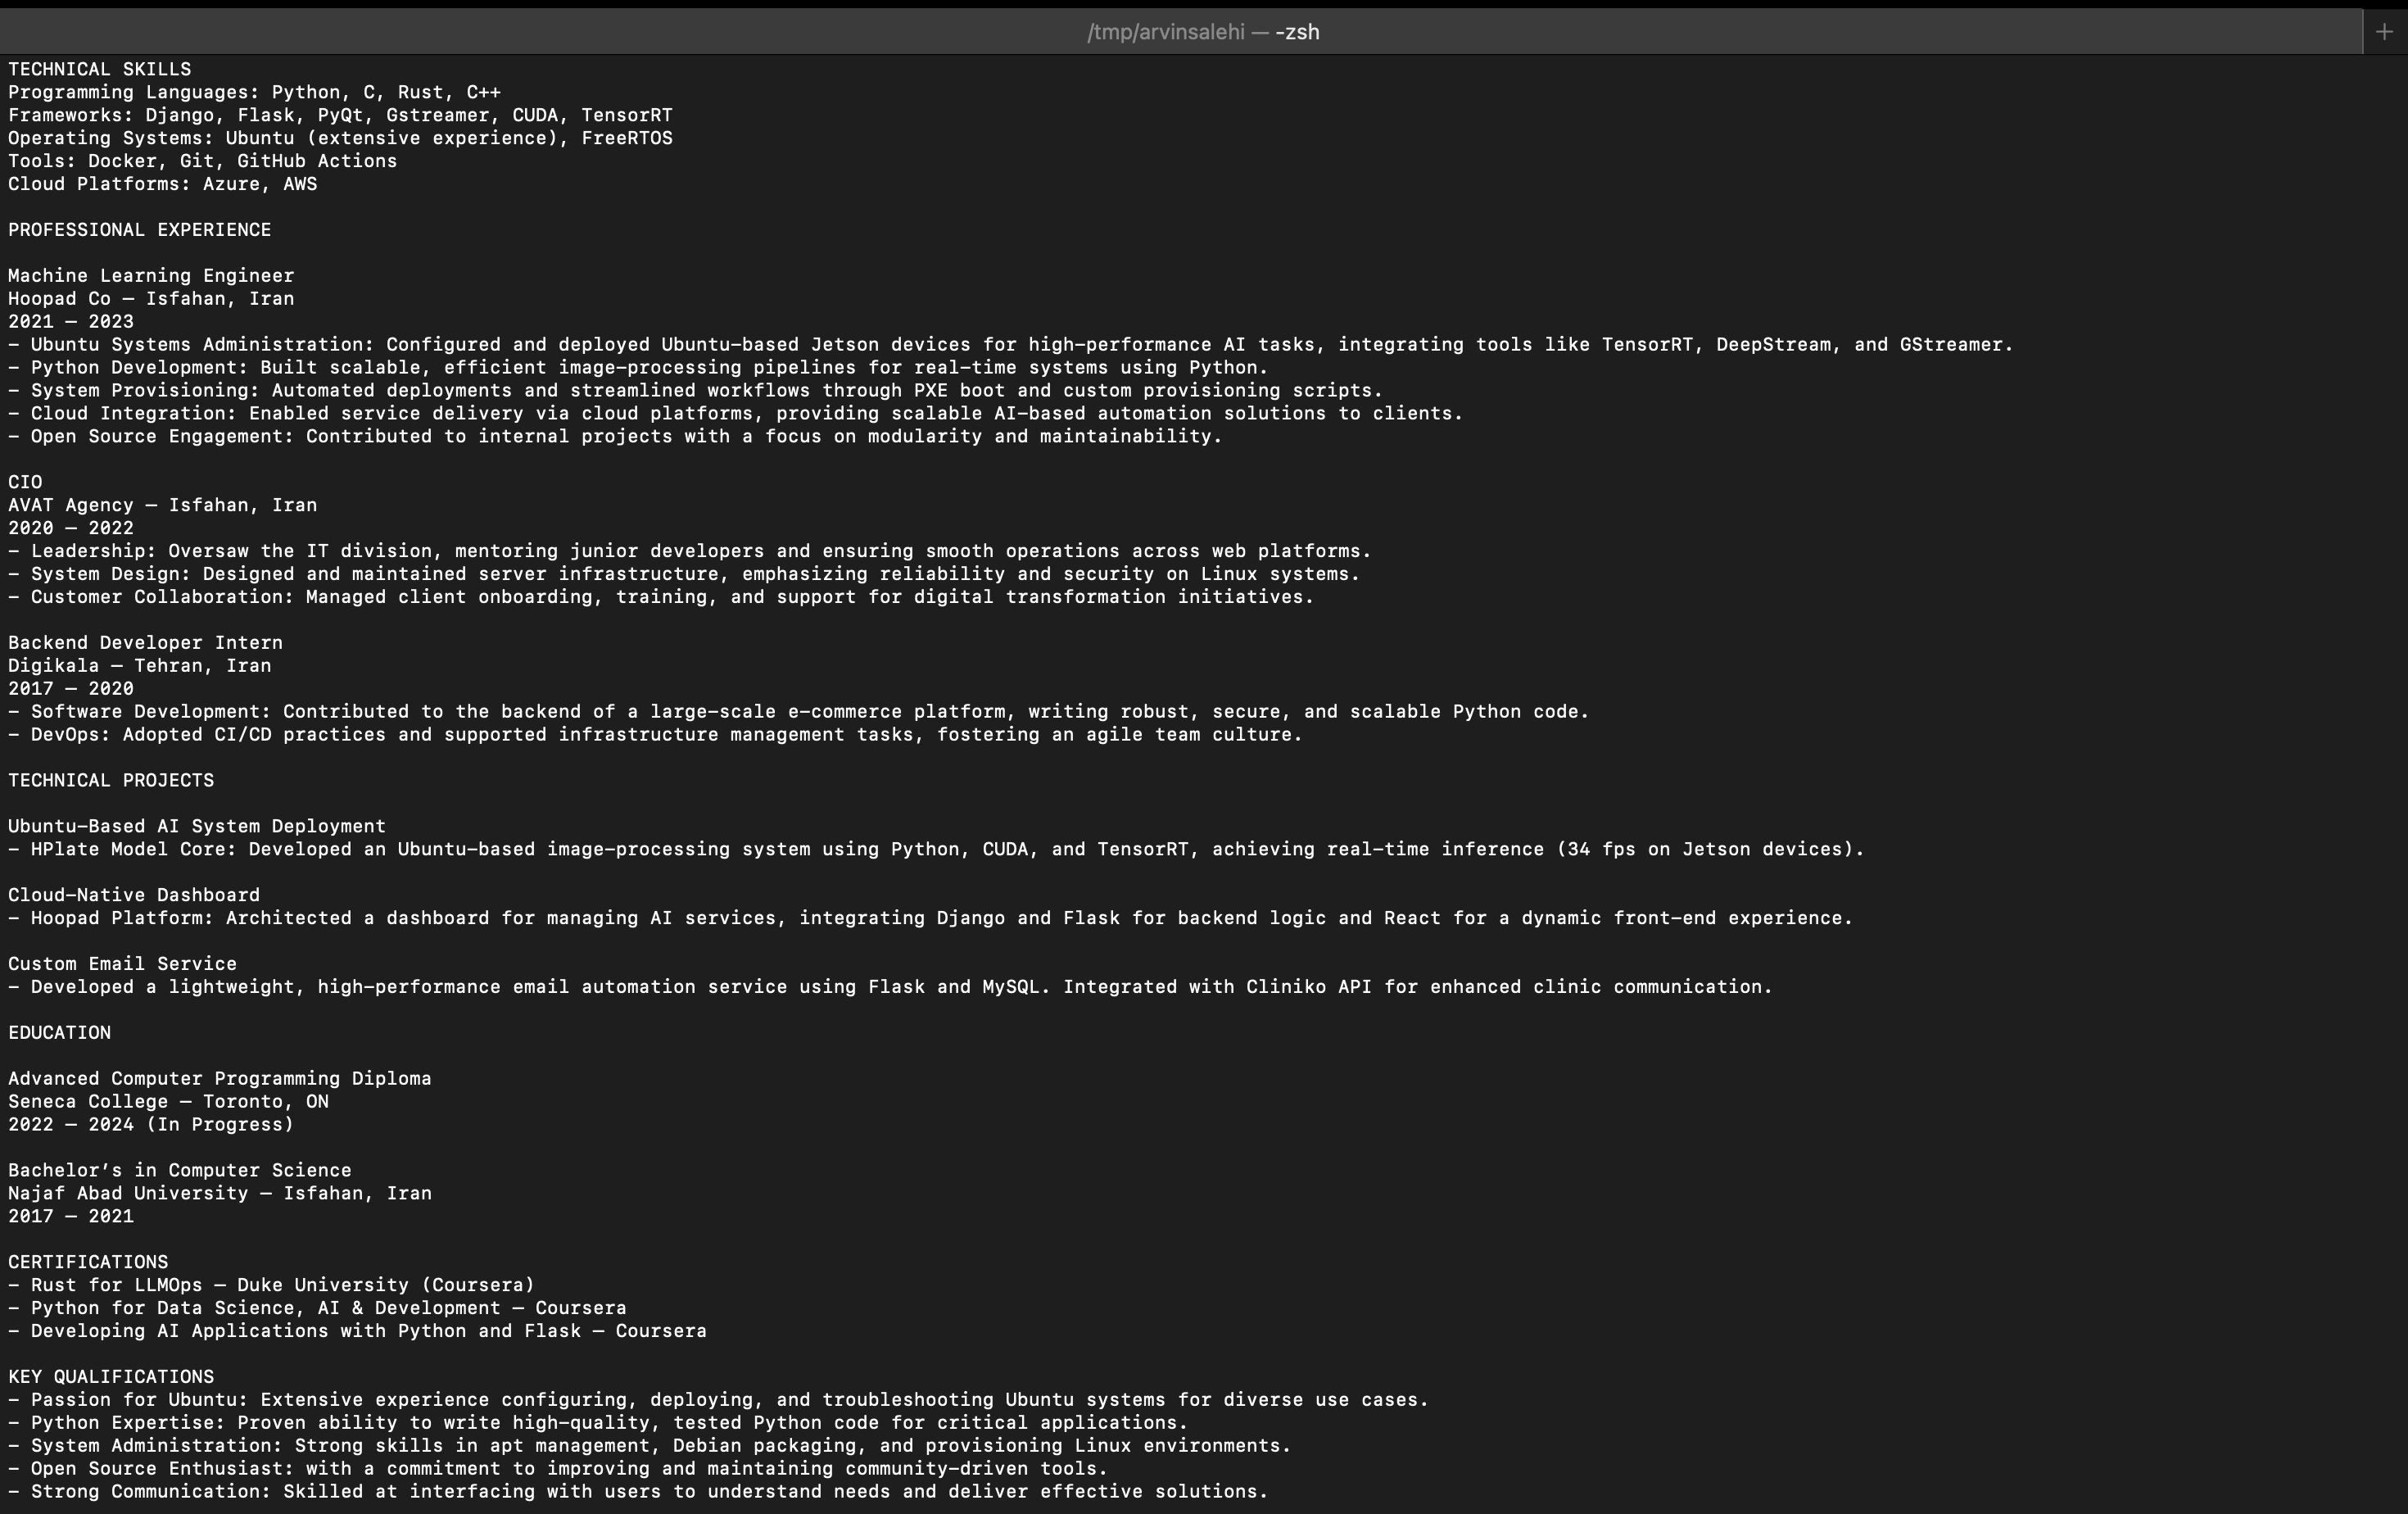 /tmp/arvinsalehi — -zsh
TECHNICAL SKILLS
Programming Languages: Python, C, Rust, C++
Frameworks: Django, Flask, PyQt, Gstreamer, CUDA, TensorRT
Operating Systems: Ubuntu (extensive experience), FreeRTOS
Tools: Docker, Git, GitHub Actions
Cloud Platforms: Azure, AWS
PROFESSIONAL EXPERIENCE
Machine Learning Engineer
Hoopad Co – Isfahan, Iran
2021 – 2023
- Ubuntu Systems Administration: Configured and deployed Ubuntu-based Jetson devices for high-performance AI tasks, integrating tools like TensorRT, DeepStream, and GStreamer.
- Python Development: Built scalable, efficient image-processing pipelines for real-time systems using Python.
- System Provisioning: Automated deployments and streamlined workflows through PXE boot and custom provisioning scripts.
- Cloud Integration: Enabled service delivery via cloud platforms, providing scalable AI-based automation solutions to clients.
- Open Source Engagement: Contributed to internal projects with a focus on modularity and maintainability.
CIO
AVAT Agency – Isfahan, Iran
2020 – 2022
- Leadership: Oversaw the IT division, mentoring junior developers and ensuring smooth operations across web platforms.
- System Design: Designed and maintained server infrastructure, emphasizing reliability and security on Linux systems.
- Customer Collaboration: Managed client onboarding, training, and support for digital transformation initiatives.
Backend Developer Intern
Digikala – Tehran, Iran
2017 – 2020
- Software Development: Contributed to the backend of a large-scale e-commerce platform, writing robust, secure, and scalable Python code.
- DevOps: Adopted CI/CD practices and supported infrastructure management tasks, fostering an agile team culture.
TECHNICAL PROJECTS
Ubuntu-Based AI System Deployment
- HPlate Model Core: Developed an Ubuntu-based image-processing system using Python, CUDA, and TensorRT, achieving real-time inference (34 fps on Jetson devices).
Cloud-Native Dashboard
- Hoopad Platform: Architected a dashboard for managing AI services, integrating Django and Flask for backend logic and React for a dynamic front-end experience.
Custom Email Service
- Developed a lightweight, high-performance email automation service using Flask and MySQL. Integrated with Cliniko API for enhanced clinic communication.
EDUCATION
Advanced Computer Programming Diploma
Seneca College – Toronto, ON
2022 – 2024 (In Progress)
Bachelor’s in Computer Science
Najaf Abad University – Isfahan, Iran
2017 – 2021
CERTIFICATIONS
- Rust for LLMOps – Duke University (Coursera)
- Python for Data Science, AI & Development – Coursera
- Developing AI Applications with Python and Flask – Coursera
KEY QUALIFICATIONS
- Passion for Ubuntu: Extensive experience configuring, deploying, and troubleshooting Ubuntu systems for diverse use cases.
- Python Expertise: Proven ability to write high-quality, tested Python code for critical applications.
- System Administration: Strong skills in apt management, Debian packaging, and provisioning Linux environments.
- Open Source Enthusiast: with a commitment to improving and maintaining community-driven tools.
- Strong Communication: Skilled at interfacing with users to understand needs and deliver effective solutions.